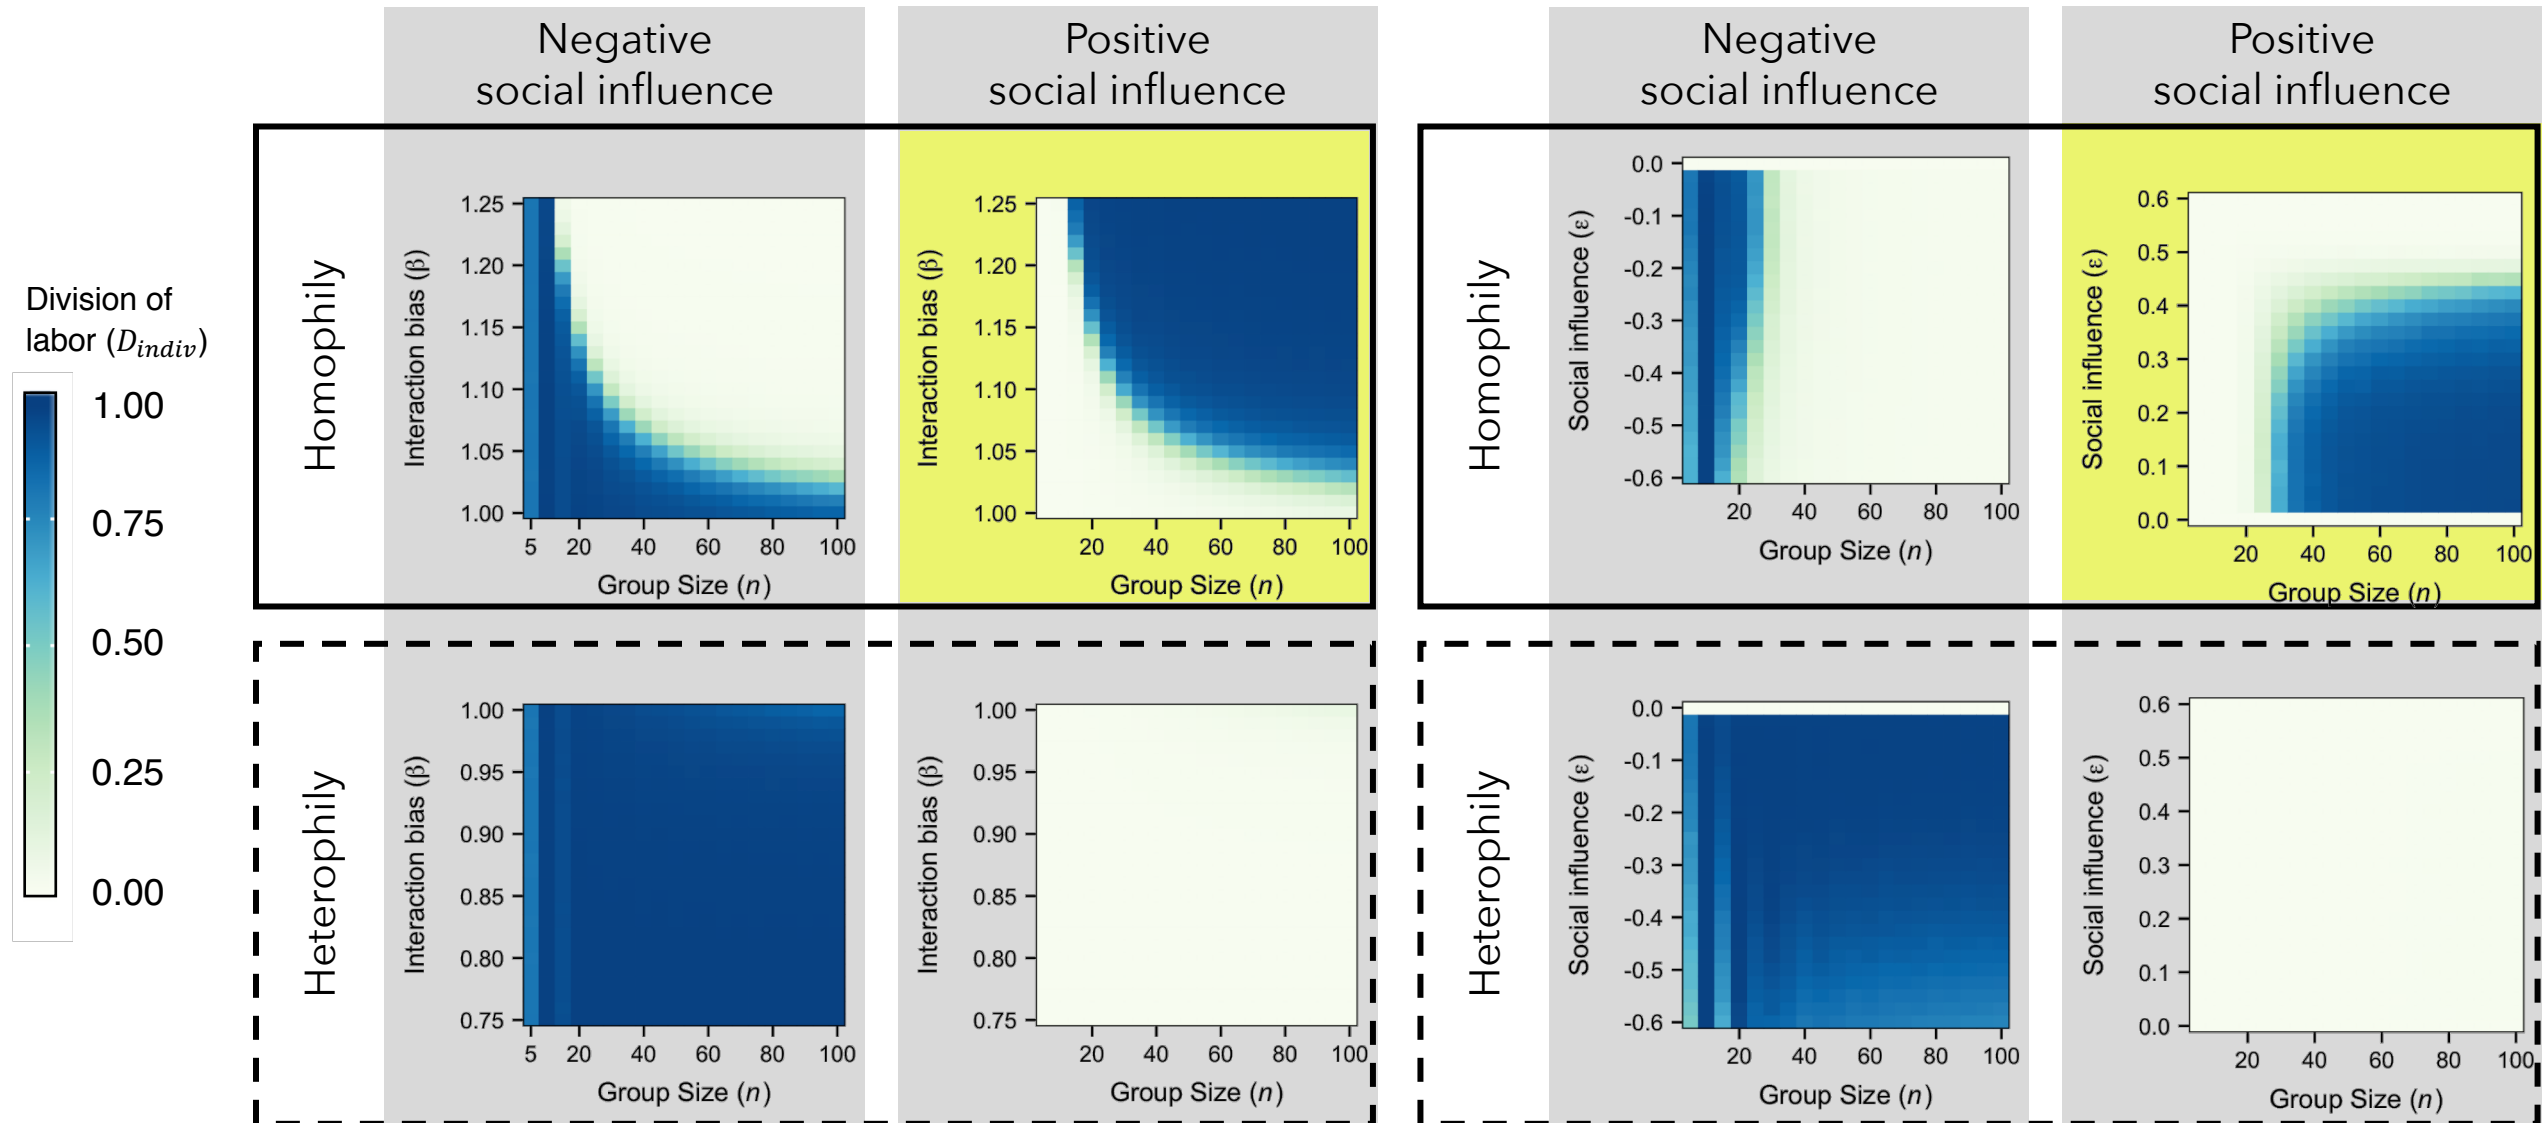 Negative
social influence
Positive
social influence
Negative
social influence
Positive
social influence
Division of
labor (D_indiv)
1.00
0.75
0.50
0.25
0.00
Homophily
Interaction bias (β)
1.25
1.20
1.15
1.10
1.05
1.00
5 20 40 60 80 100
Group Size (n)
Interaction bias (β)
1.25
1.20
1.15
1.10
1.05
1.00
20 40 60 80 100
Group Size (n)
Homophily
Social influence (ε)
0.0
-0.1
-0.2
-0.3
-0.4
-0.5
-0.6
20 40 60 80 100
Group Size (n)
Social influence (ε)
0.6
0.5
0.4
0.3
0.2
0.1
0.0
20 40 60 80 100
Group Size (n)
Heterophily
Interaction bias (β)
1.00
0.95
0.90
0.85
0.80
0.75
5 20 40 60 80 100
Group Size (n)
Interaction bias (β)
1.00
0.95
0.90
0.85
0.80
0.75
20 40 60 80 100
Group Size (n)
Heterophily
Social influence (ε)
0.0
-0.1
-0.2
-0.3
-0.4
-0.5
-0.6
20 40 60 80 100
Group Size (n)
Social influence (ε)
0.6
0.5
0.4
0.3
0.2
0.1
0.0
20 40 60 80 100
Group Size (n)